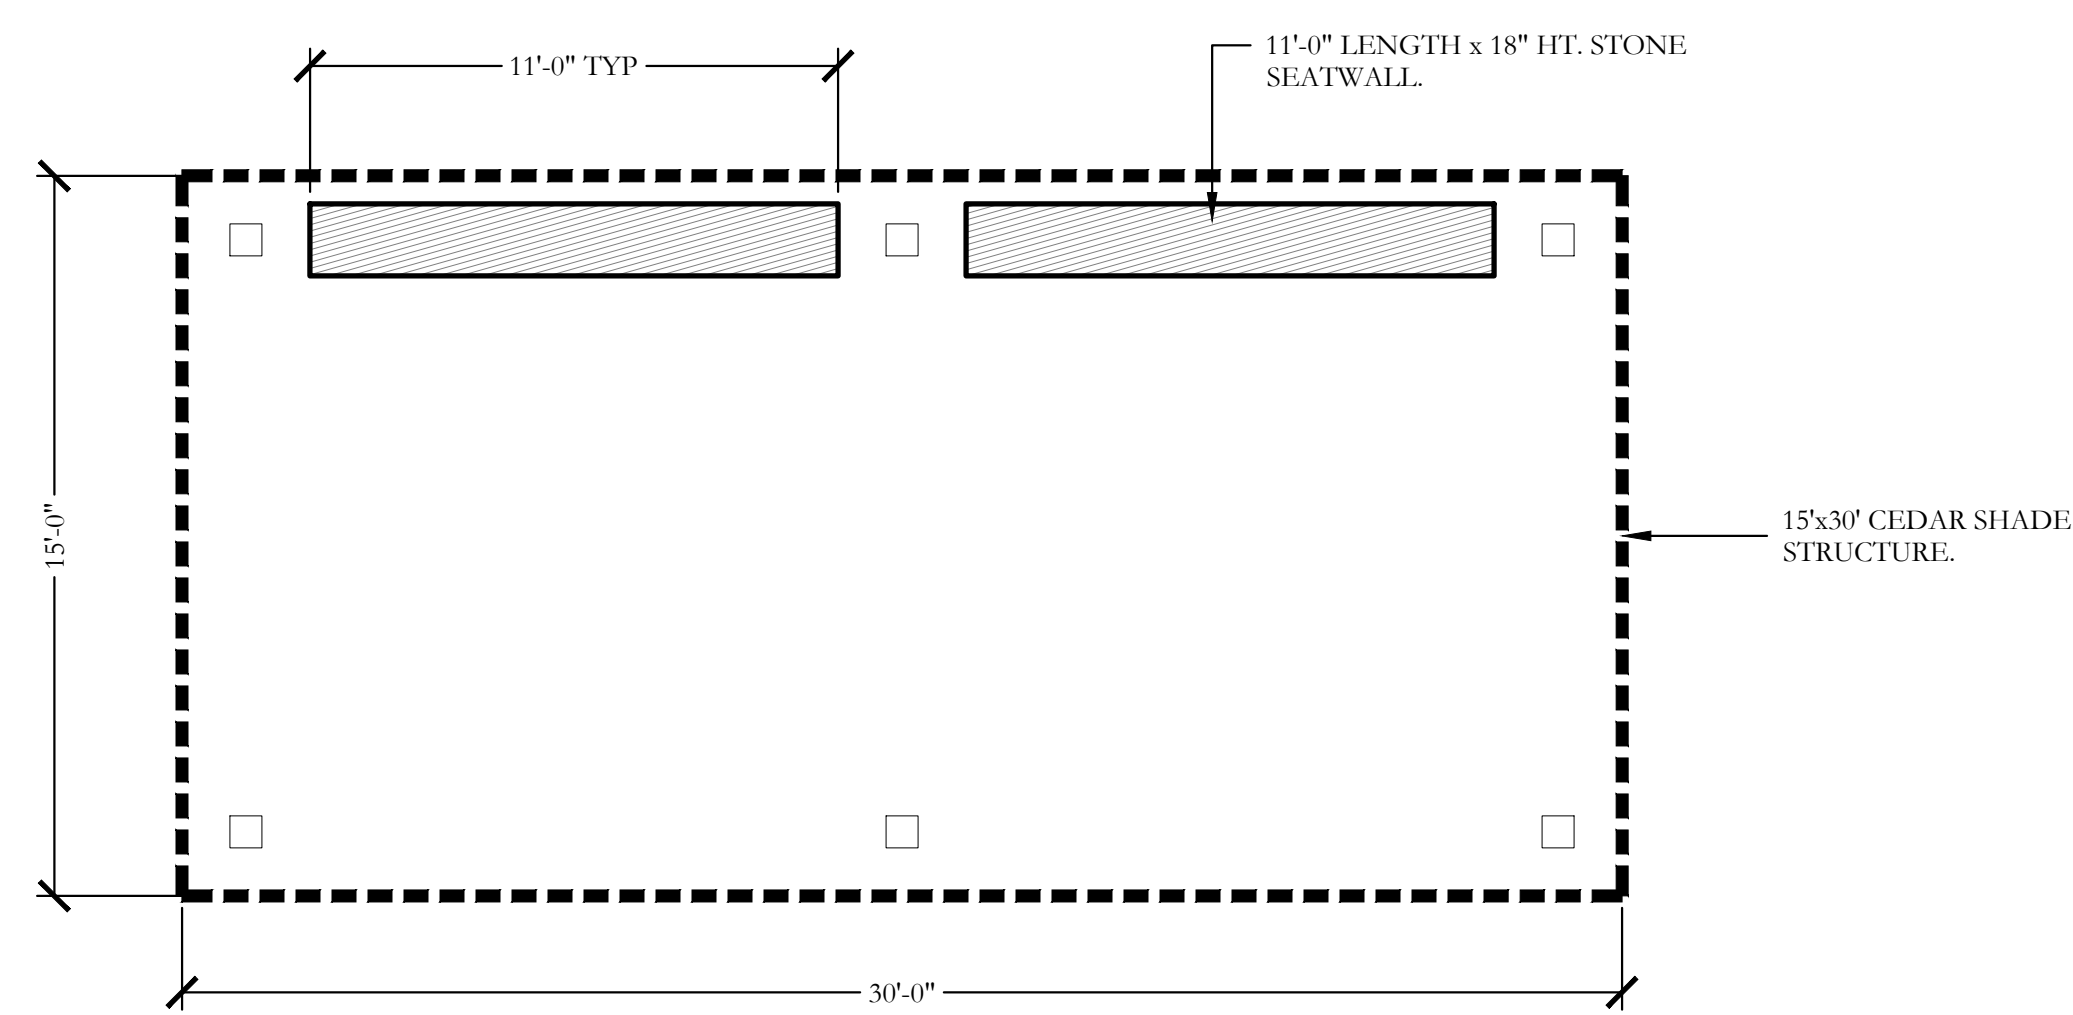 11'-0" TYP
11'-0" LENGTH x 18" HT. STONE
SEATWALL.
15'-0"
15'x30' CEDAR SHADE
STRUCTURE.
30'-0"